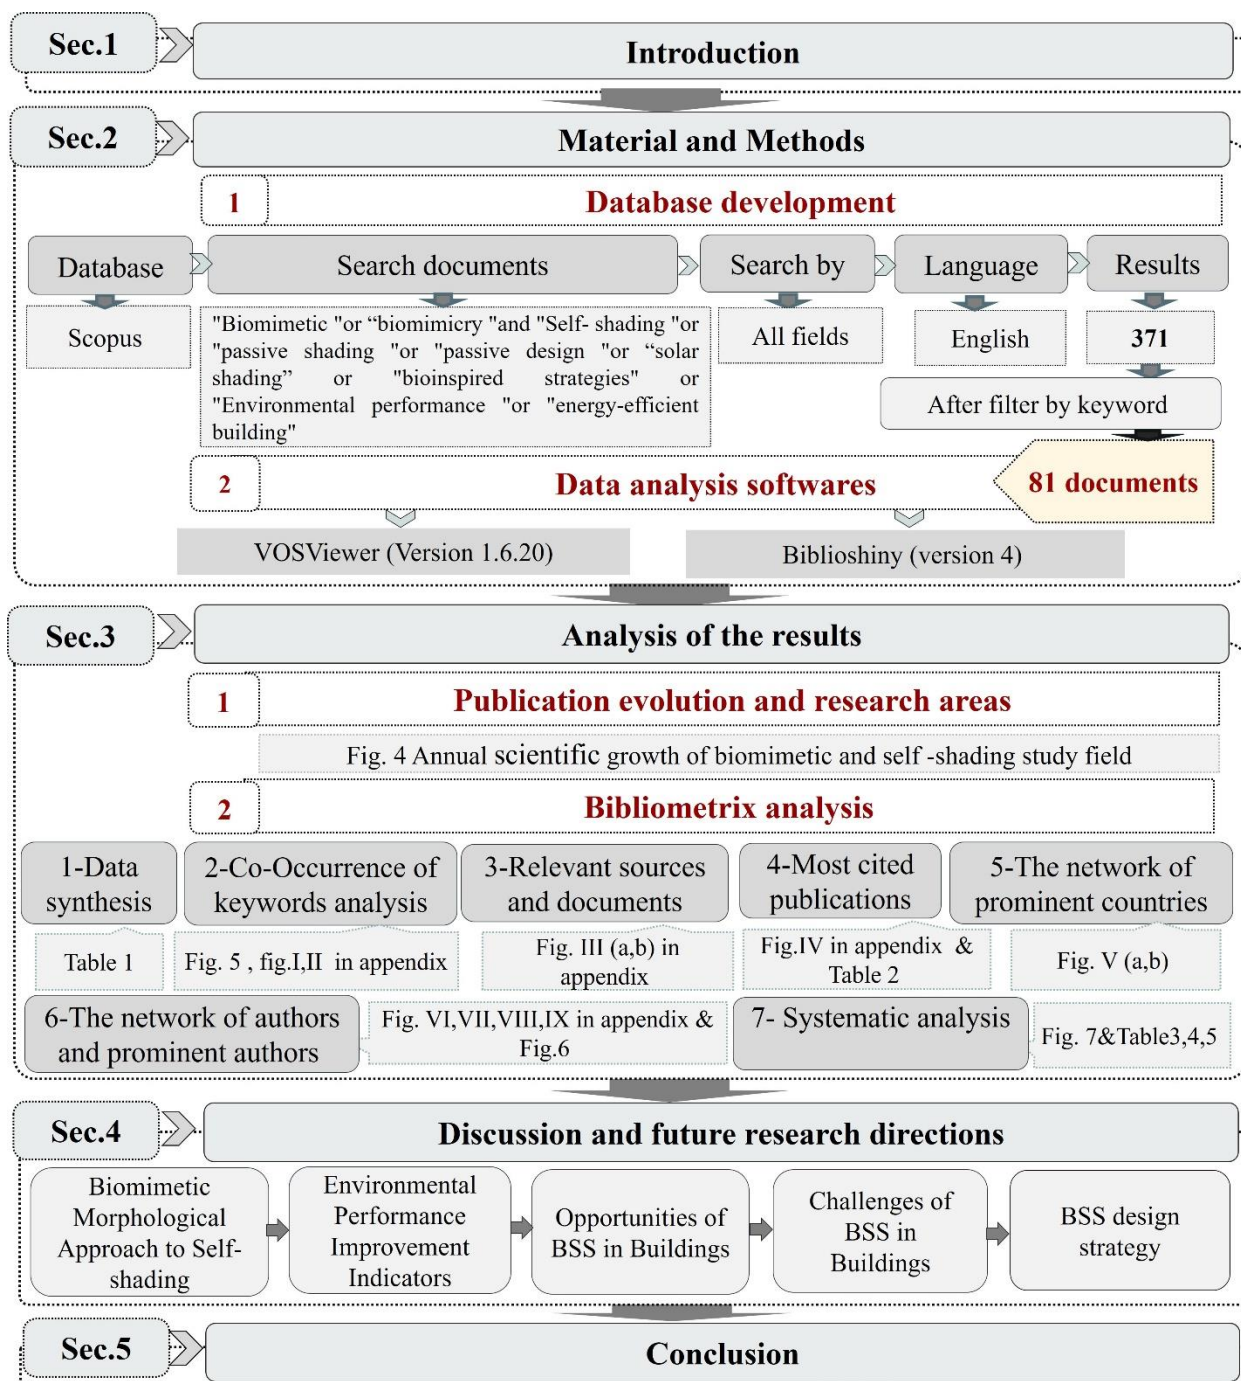 Sec.1
Introduction
Sec.2
Material and Methods
1
Database development
Database
Search documents
Search by
Language
Results
Scopus
"Biomimetic "or “biomimicry "and "Self- shading "or
"passive shading "or "passive design "or “solar
shading” or "bioinspired strategies" or
"Environmental performance "or "energy-efficient
building"
All fields
English
371
After filter by keyword
2
Data analysis softwares
81 documents
VOSViewer (Version 1.6.20)
Biblioshiny (version 4)
Sec.3
Analysis of the results
1
Publication evolution and research areas
Fig. 4 Annual scientific growth of biomimetic and self -shading study field
2
Bibliometrix analysis
1-Data
synthesis
2-Co-Occurrence of
keywords analysis
3-Relevant sources
and documents
4-Most cited
publications
5-The network of
prominent countries
Table 1
Fig. 5 , fig.I,II in appendix
Fig. III (a,b) in
appendix
Fig.IV in appendix &
Table 2
Fig. V (a,b)
6-The network of authors
and prominent authors
Fig. VI,VII,VIII,IX in appendix &
Fig.6
7- Systematic analysis
Fig. 7&Table3,4,5
Sec.4
Discussion and future research directions
Biomimetic
Morphological
Approach to Self-
shading
Environmental
Performance
Improvement
Indicators
Opportunities of
BSS in Buildings
Challenges of
BSS in
Buildings
BSS design
strategy
Sec.5
Conclusion